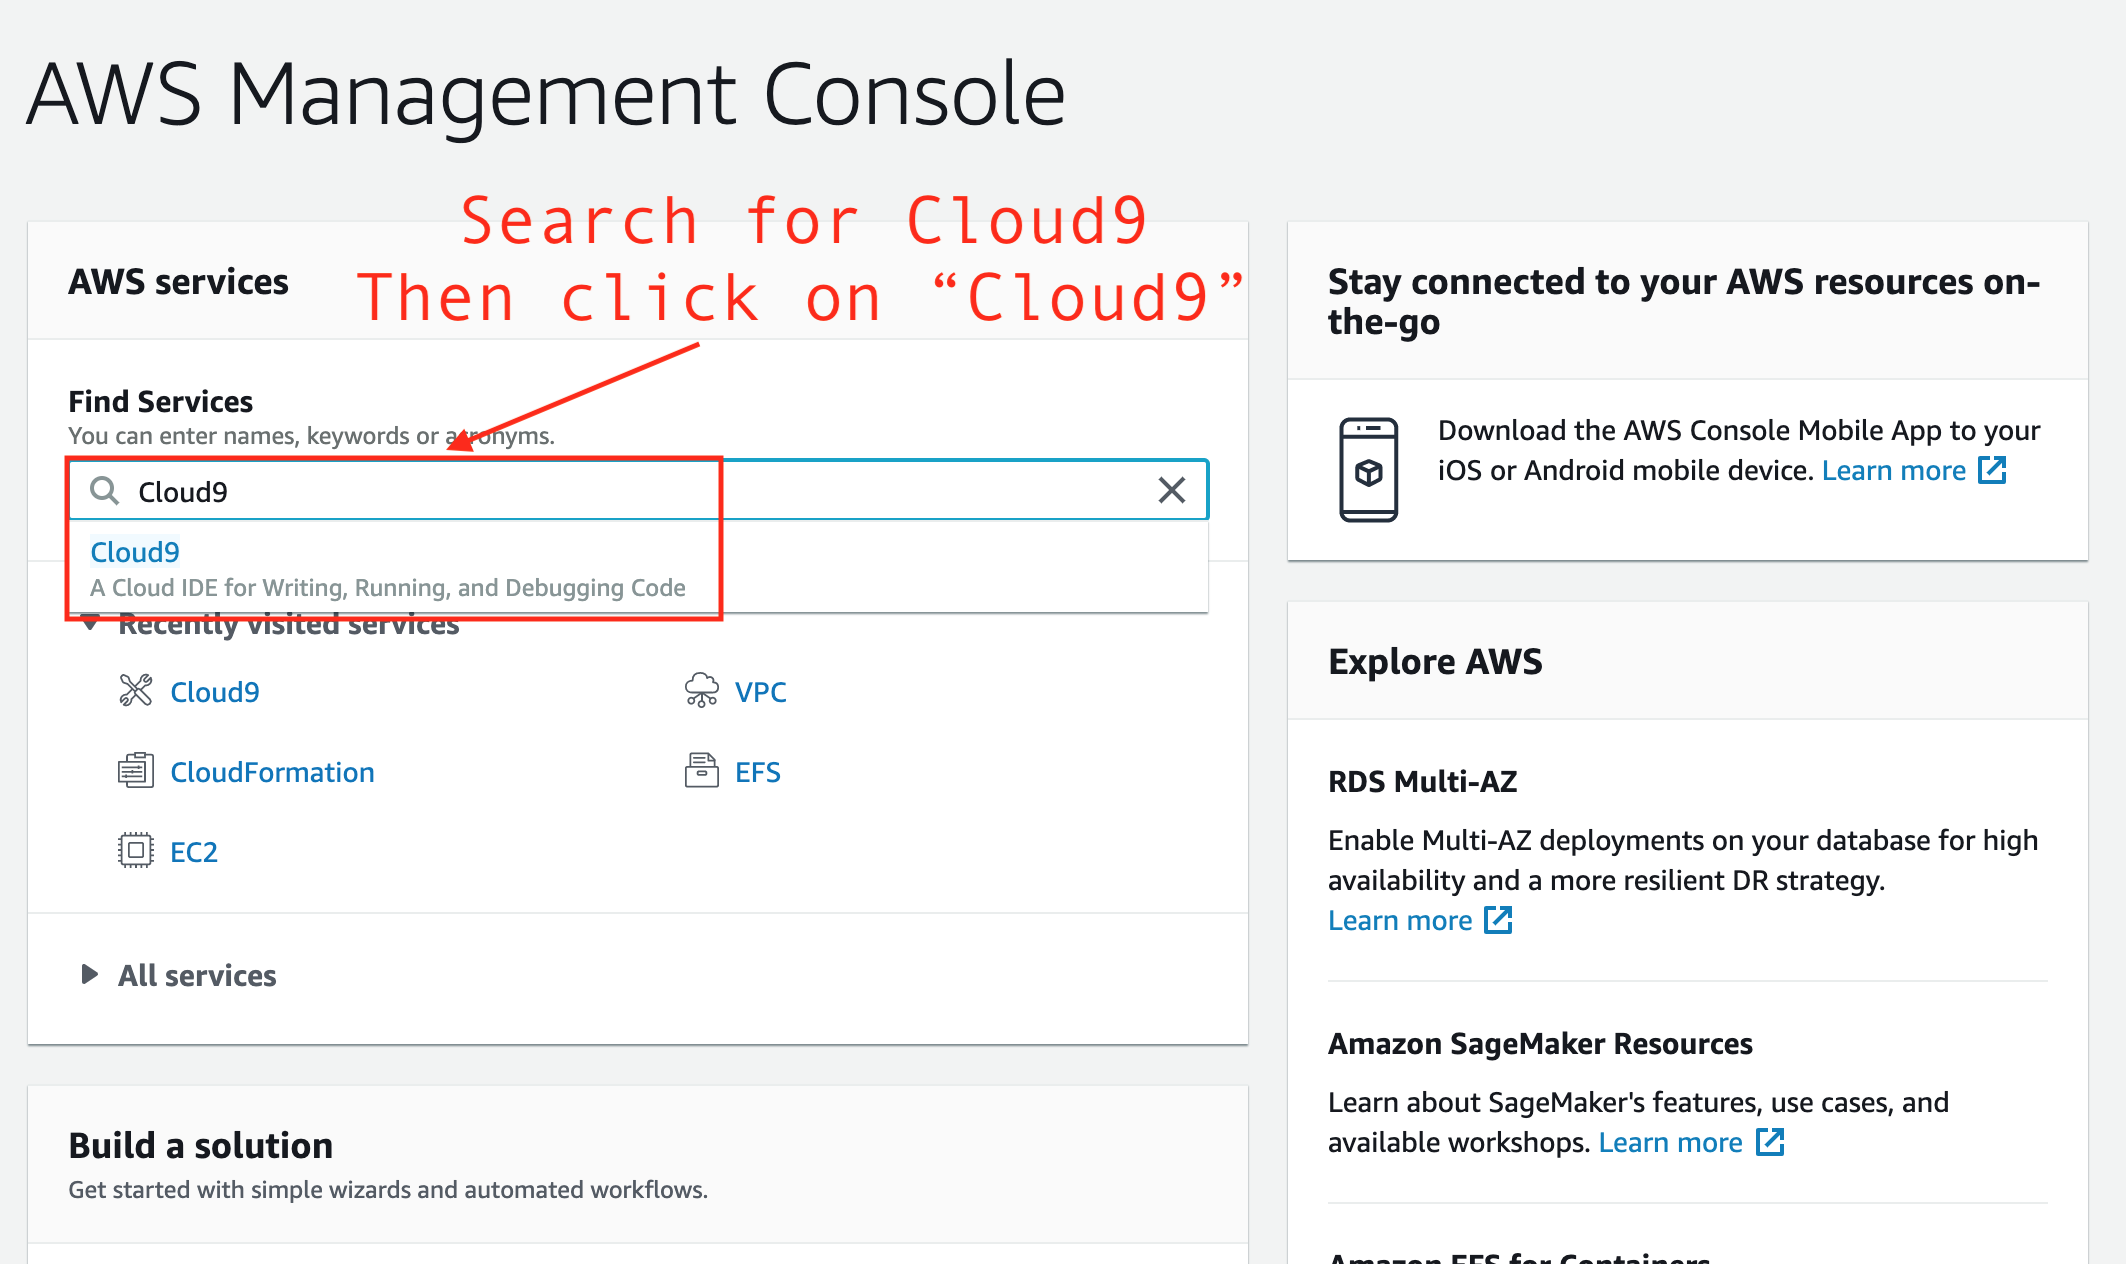 AWS Management Console
Search for Cloud9
Then click on “Cloud9”
AWS services
Find Services
You can enter names, keywords or acronyms.
Cloud9
Cloud9
A Cloud IDE for Writing, Running, and Debugging Code
Recently visited services
Cloud9
VPC
CloudFormation
EFS
EC2
All services
Build a solution
Get started with simple wizards and automated workflows.
Stay connected to your AWS resources on-
the-go
Download the AWS Console Mobile App to your
iOS or Android mobile device. Learn more
Explore AWS
RDS Multi-AZ
Enable Multi-AZ deployments on your database for high
availability and a more resilient DR strategy.
Learn more
Amazon SageMaker Resources
Learn about SageMaker's features, use cases, and
available workshops. Learn more
Amazon EFS for Containers